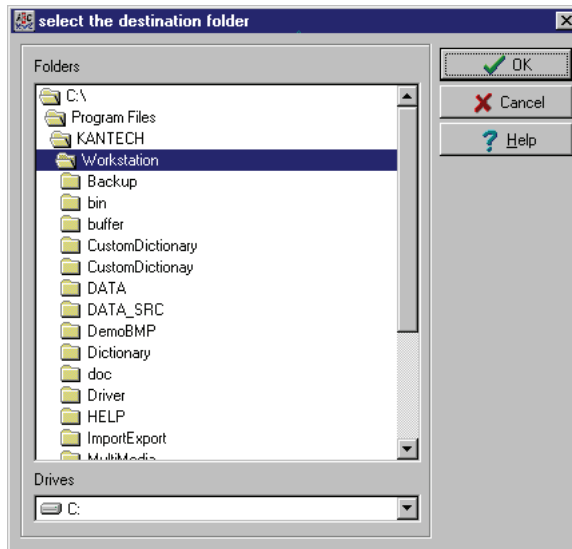 select the destination folder
Folders
OK
C:\
Cancel
Program Files
KANTECH
Help
Workstation
Backup
bin
buffer
CustomDictionary
CustomDictionay
DATA
DATA_SRC
DemoBMP
Dictionary
doc
Driver
HELP
ImportExport
MultiMedia
Drives
C: